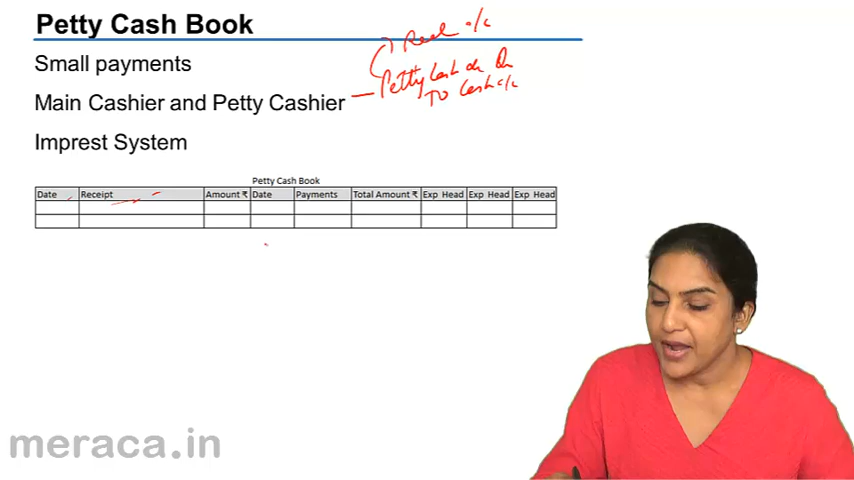 Petty Cash Book
Real a/c
Small payments
Petty Cash a/c Dr
Main Cashier and Petty Cashier
TO Cash a/c
Imprest System
Petty Cash Book
Date Receipt Amount ₹ Date Payments Total Amount ₹ Exp Head Exp Head Exp Head
meraca.in